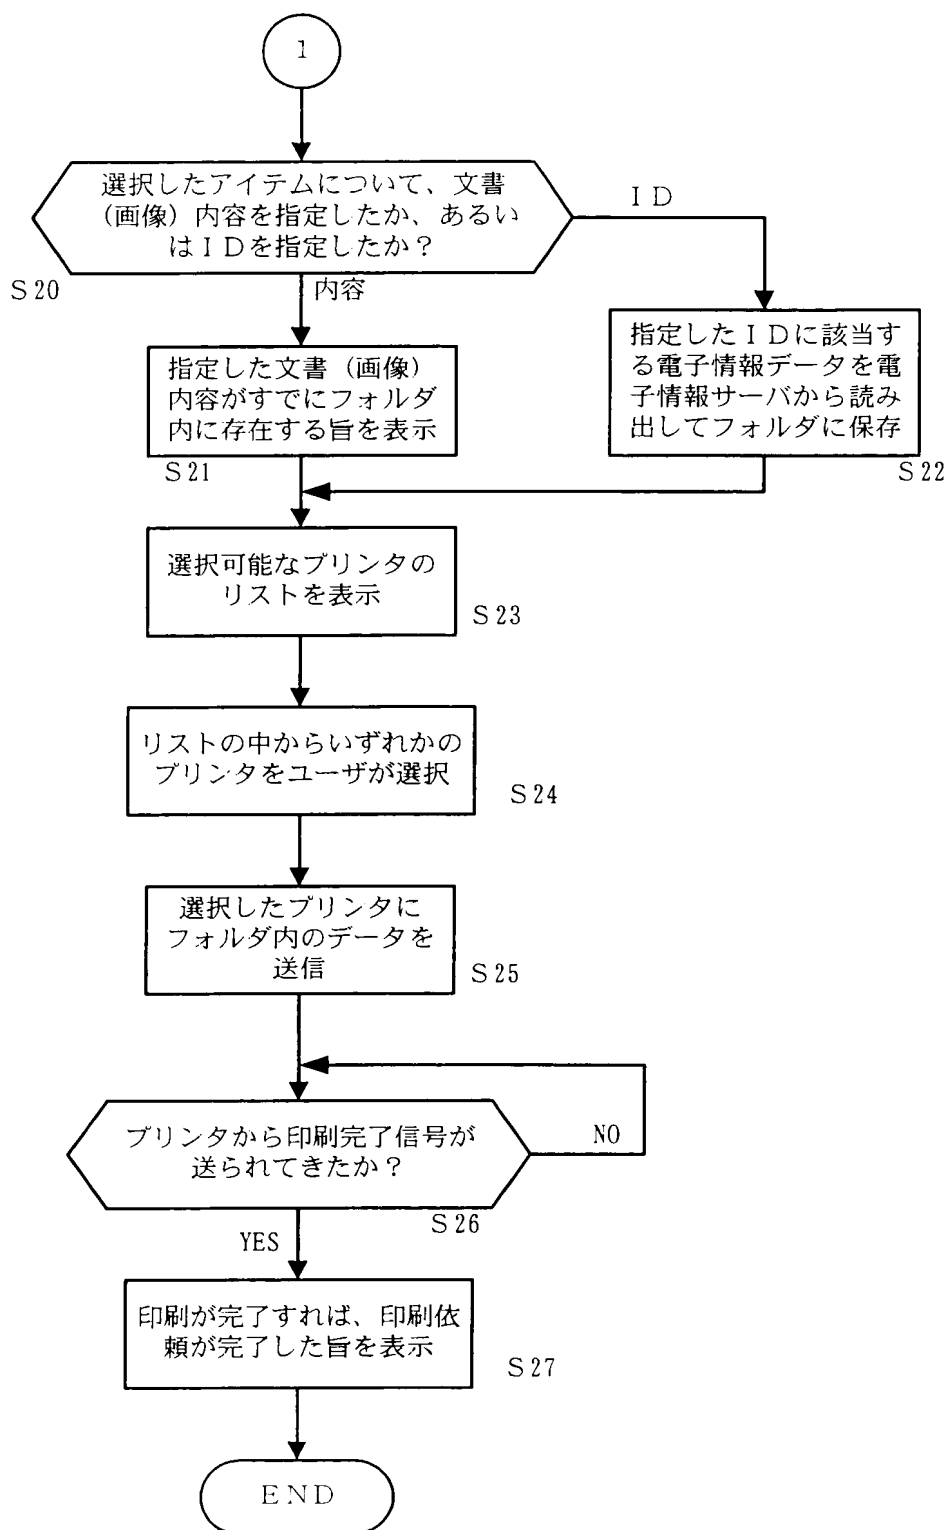 1
選択したアイテムについて、文書
(画像) 内容を指定したか、あるい
はＩＤを指定したか？
ＩＤ
Ｓ20
内容
指定した文書 (画像)
内容がすでにフォルダ
内に存在する旨を表示
Ｓ21
指定したＩＤに該当す
る電子情報データを電
子情報サーバから読み
出してフォルダに保存
Ｓ22
選択可能なプリンタの
リストを表示
Ｓ23
リストの中からいずれかの
プリンタをユーザが選択
Ｓ24
選択したプリンタに
フォルダ内のデータを
送信
Ｓ25
プリンタから印刷完了信号が
送られてきたか？
NO
Ｓ26
YES
印刷が完了すれば、印刷依
頼が完了した旨を表示
Ｓ27
ＥＮＤ